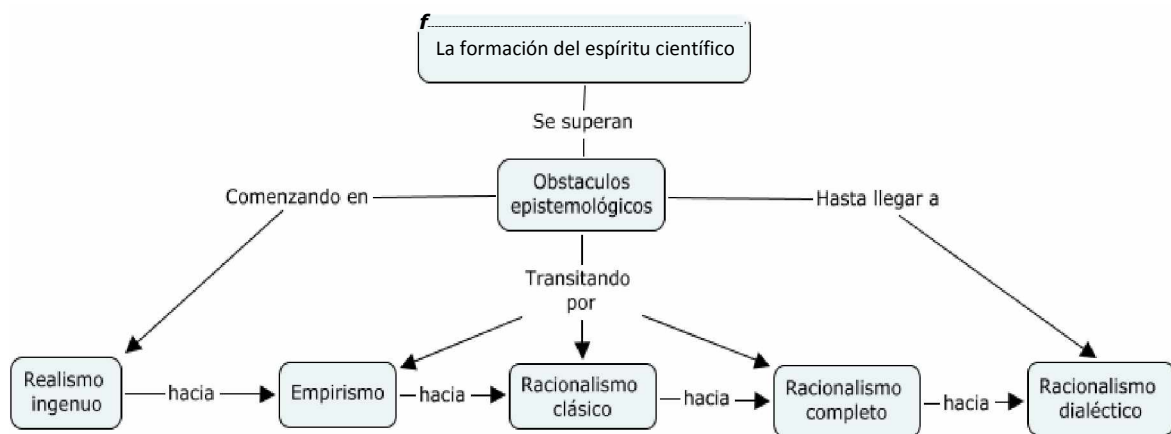 f
La formación del espíritu científico
Se superan
Obstaculos
epistemológicos
Comenzando en
Hasta llegar a
Transitando
por
Realismo
ingenuo
hacia
Empirismo
hacia
Racionalismo
clásico
hacia
Racionalismo
completo
hacia
Racionalismo
dialéctico